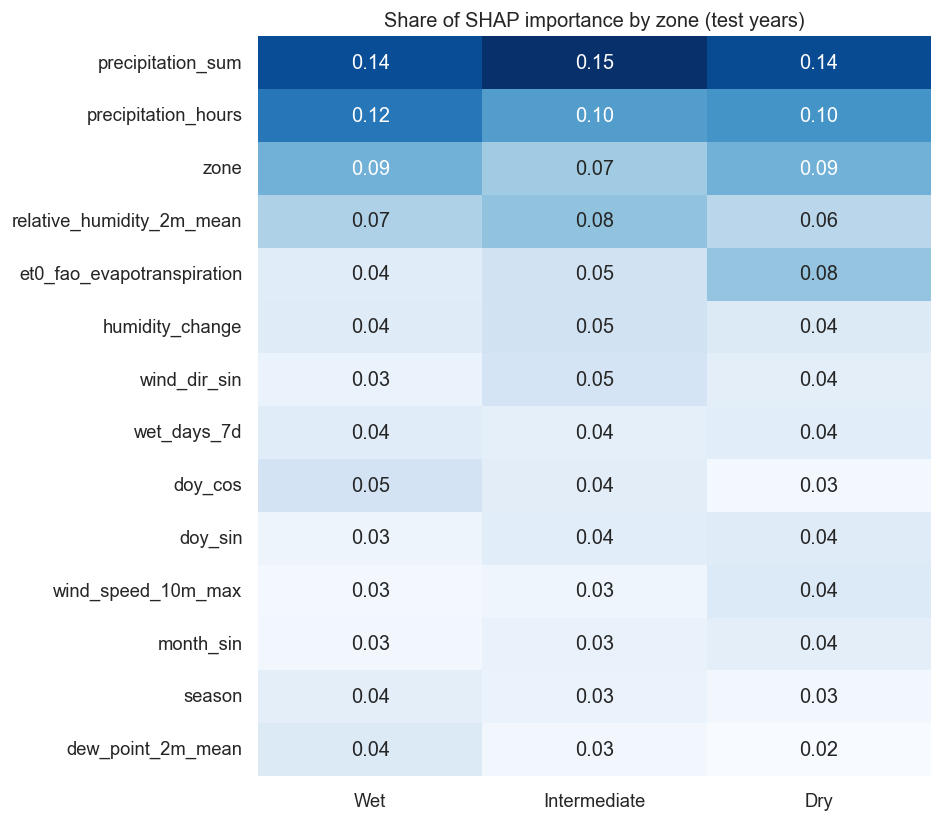 Share of SHAP importance by zone (test years)
precipitation_sum 0.14 0.15 0.14
precipitation_hours 0.12 0.10 0.10
zone 0.09 0.07 0.09
relative_humidity_2m_mean 0.07 0.08 0.06
et0_fao_evapotranspiration 0.04 0.05 0.08
humidity_change 0.04 0.05 0.04
wind_dir_sin 0.03 0.05 0.04
wet_days_7d 0.04 0.04 0.04
doy_cos 0.05 0.04 0.03
doy_sin 0.03 0.04 0.04
wind_speed_10m_max 0.03 0.03 0.04
month_sin 0.03 0.03 0.04
season 0.04 0.03 0.03
dew_point_2m_mean 0.04 0.03 0.02
Wet Intermediate Dry